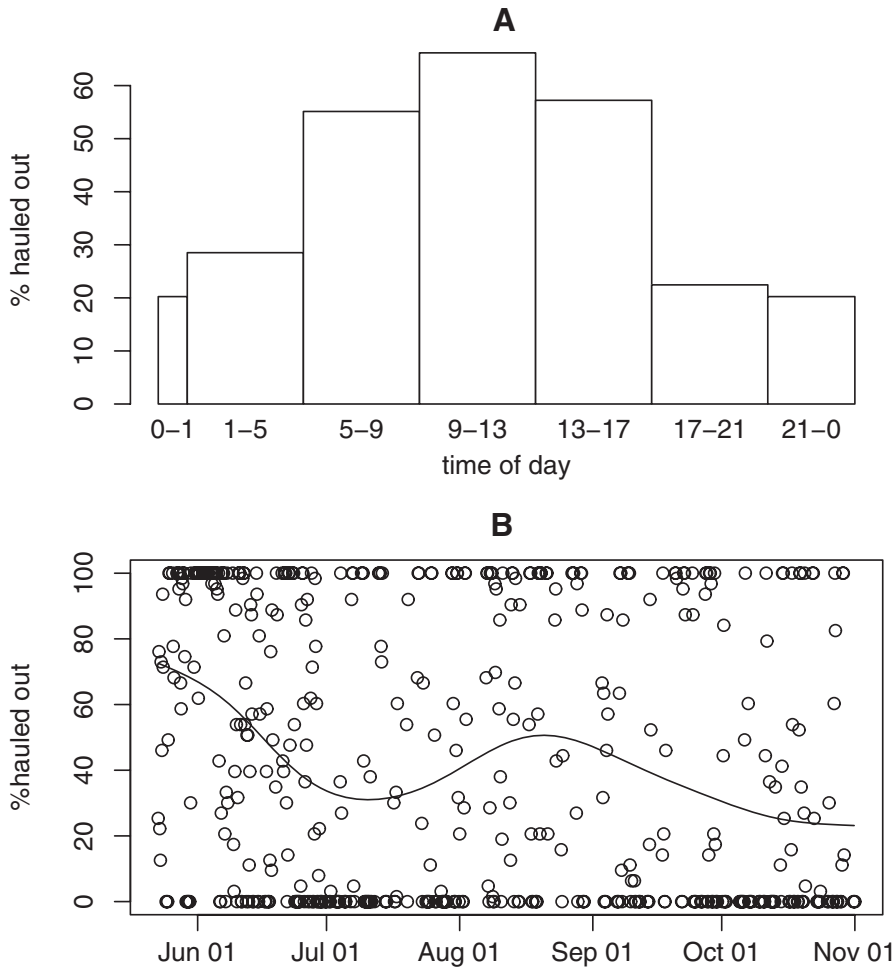 A
% hauled out
60
50
40
30
20
10
0
0–1 1–5 5–9 9–13 13–17 17–21 21–0
time of day
B
%hauled out
100
80
60
40
20
0
Jun 01 Jul 01 Aug 01 Sep 01 Oct 01 Nov 01